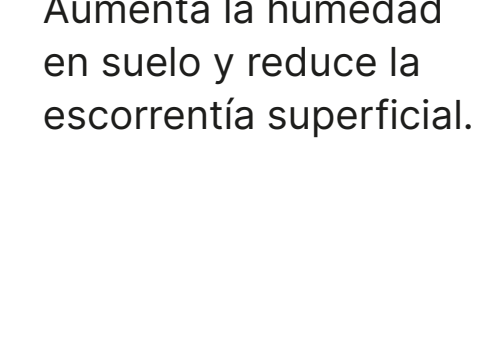 Aumenta la humedad
en suelo y reduce la
escorrentía superficial.